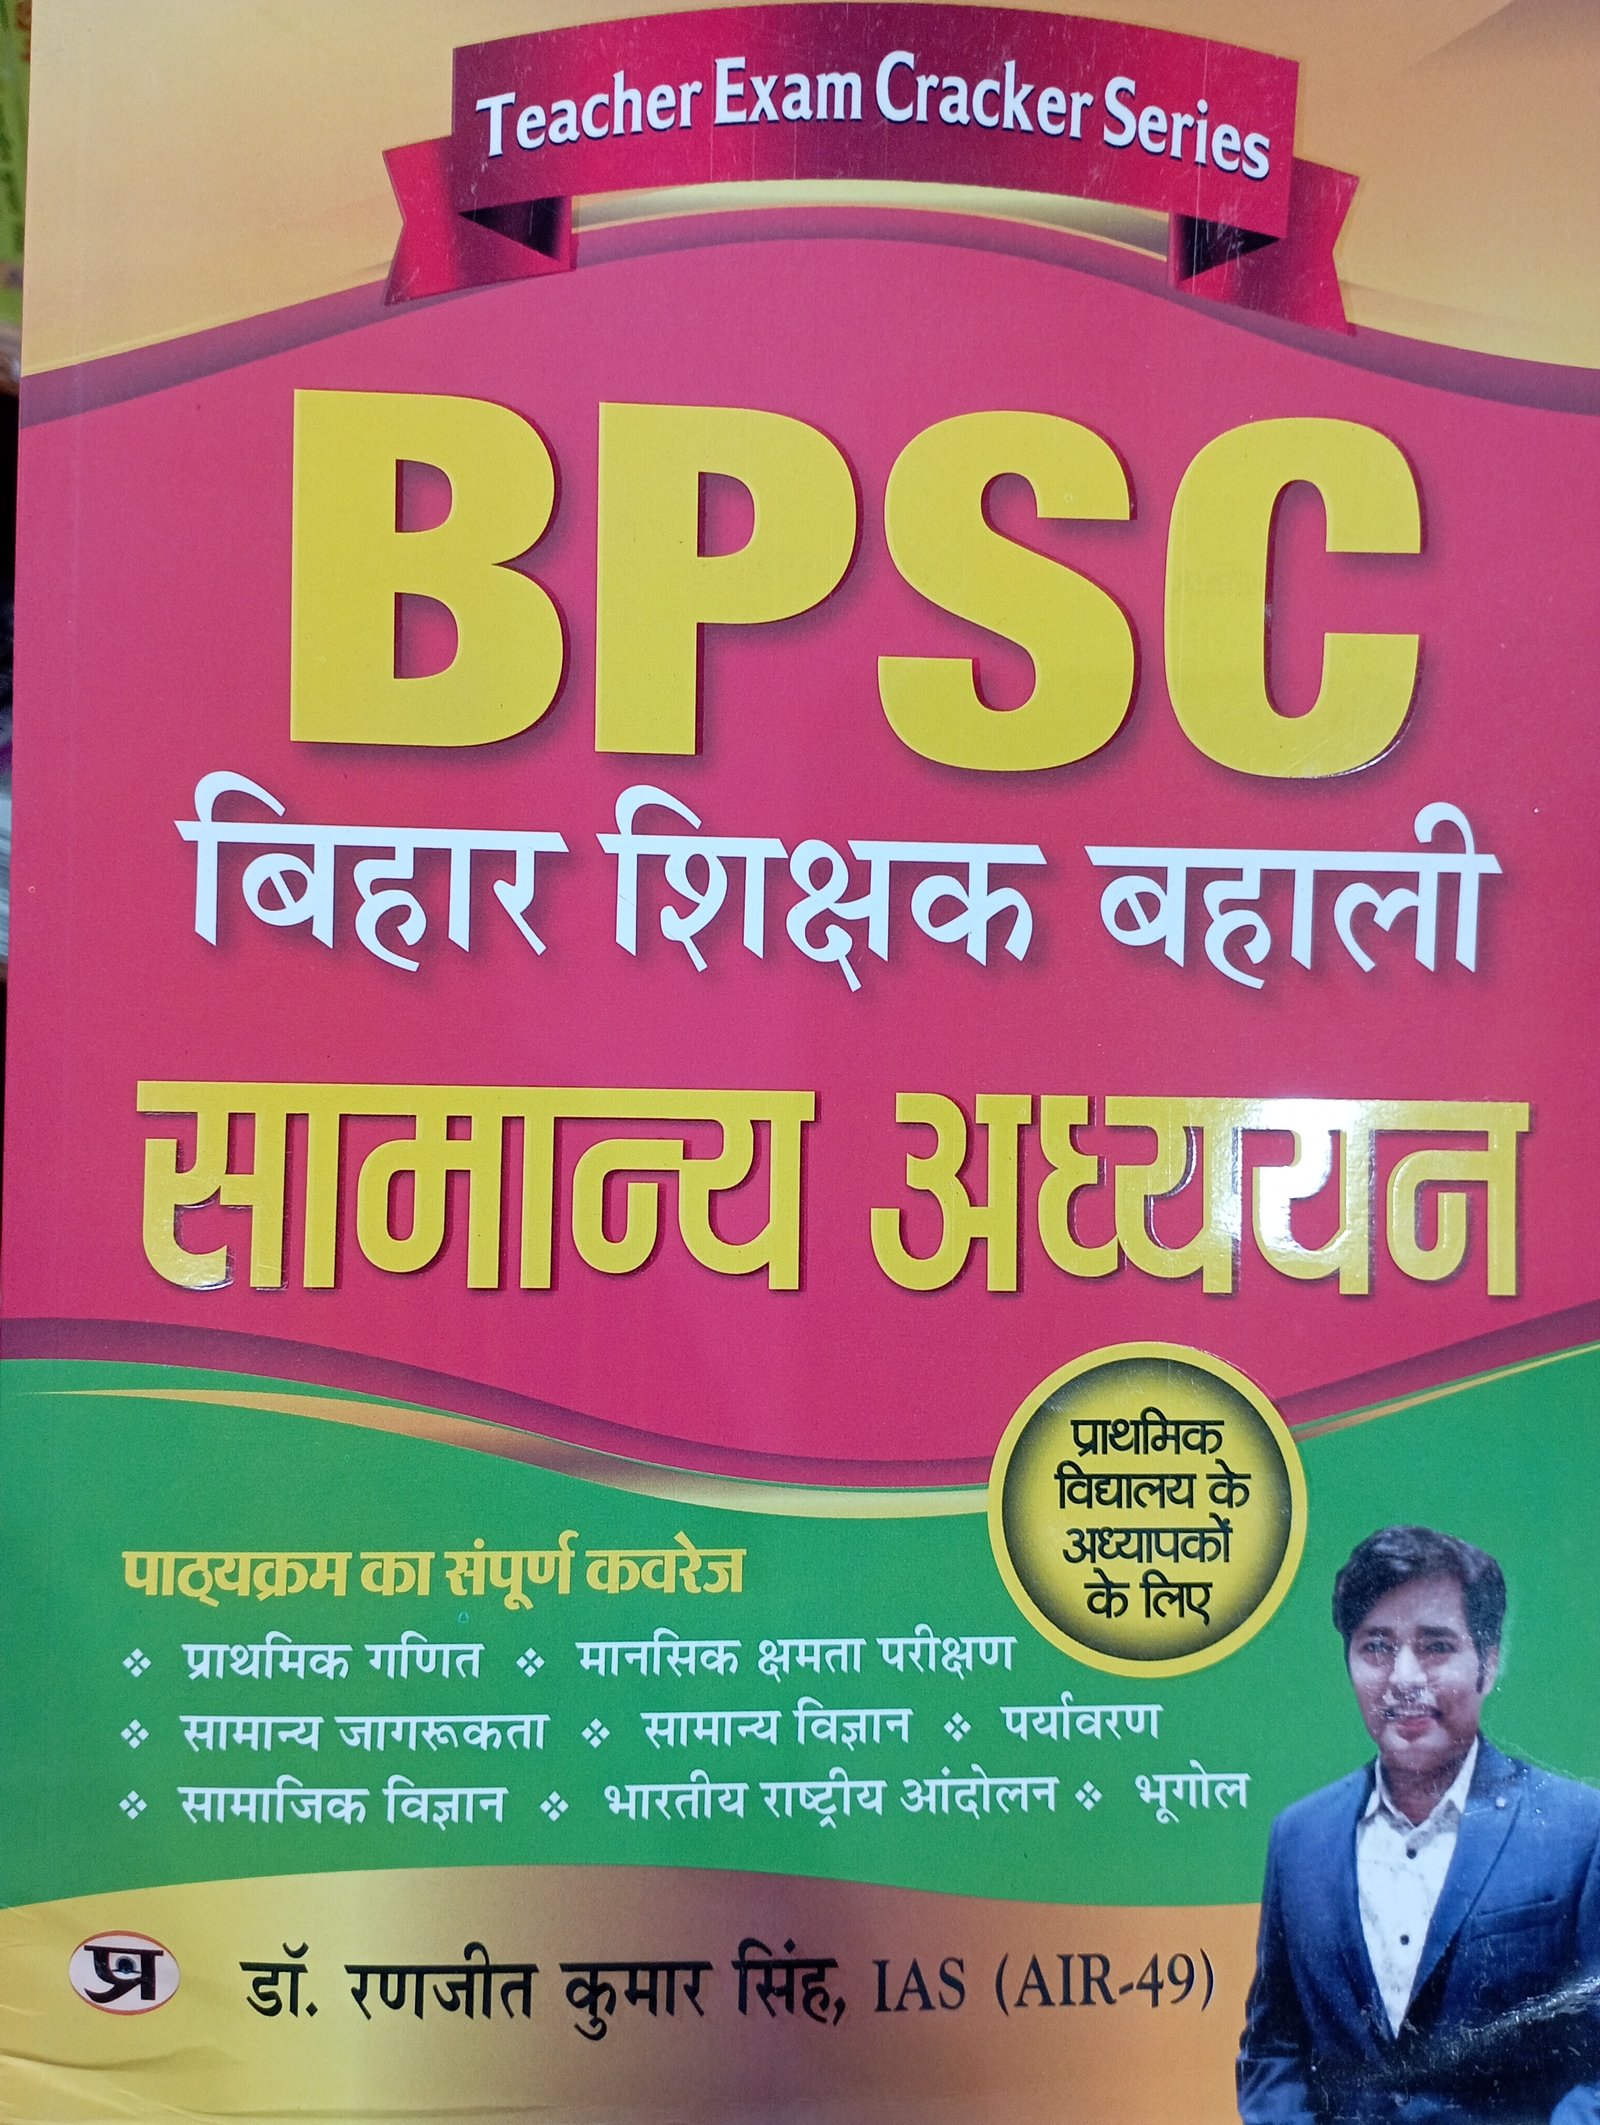 Teacher Exam Cracker Series
BPSC
बिहार शिक्षक बहाली
सामान्य अध्ययन
प्राथमिक
विद्यालय के
अध्यापकों
के लिए
पाठ्यक्रम का संपूर्ण कवरेज
❖ प्राथमिक गणित ❖ मानसिक क्षमता परीक्षण
❖ सामान्य जागरूकता ❖ सामान्य विज्ञान ❖ पर्यावरण
❖ सामाजिक विज्ञान ❖ भारतीय राष्ट्रीय आंदोलन ❖ भूगोल
प्र
डॉ. रणजीत कुमार सिंह, IAS (AIR-49)